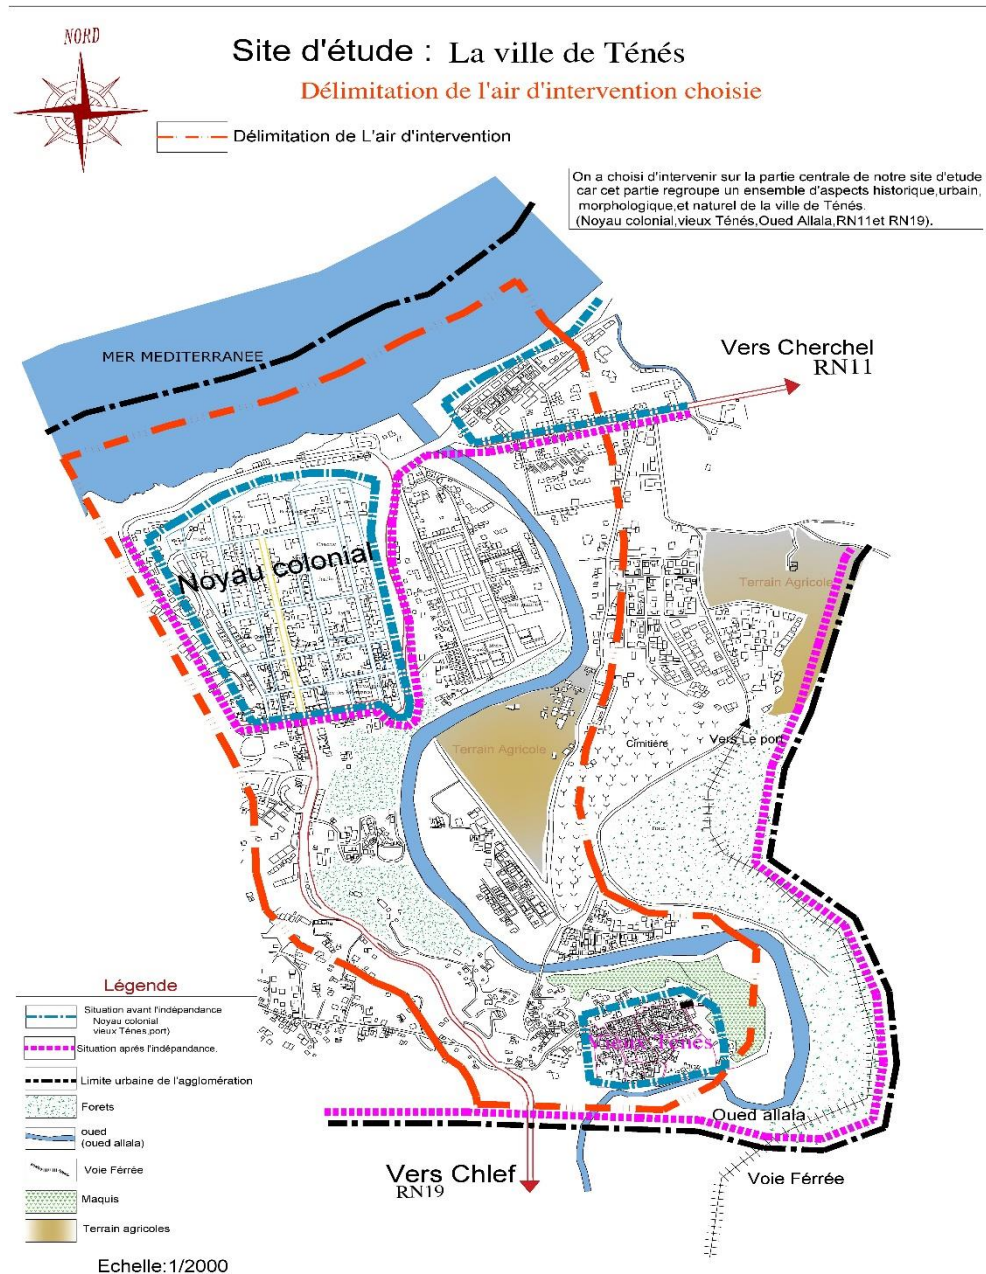 NORD
Site d'étude : La ville de Ténés
Délimitation de l'air d'intervention choisie
Délimitation de L'air d'intervention
On a choisi d'intervenir sur la partie centrale de notre site d'etude
car cet partie regroupe un ensemble d'aspects historique,urbain,
morphologique,et naturel de la ville de Ténés.
(Noyau colonial,vieux Ténés,Oued Allala,RN11et RN19).
MER MEDITERRANEE
Vers Cherchel
RN11
Noyau colonial
Terrain Agricole
Terrain Agricole
Cimitiére
Vers Le port
Vieux Ténés
Oued allala
Vers Chlef
RN19
Voie Férrée
Légende
Situation avant l'indépandance
Noyau colonial
vieux Ténes,port)
Situation aprés l'indépandance.
Limite urbaine de l'agglomération
Forets
oued
(oued allala)
Voie Férrée
Maquis
Terrain agricoles
Echelle:1/2000